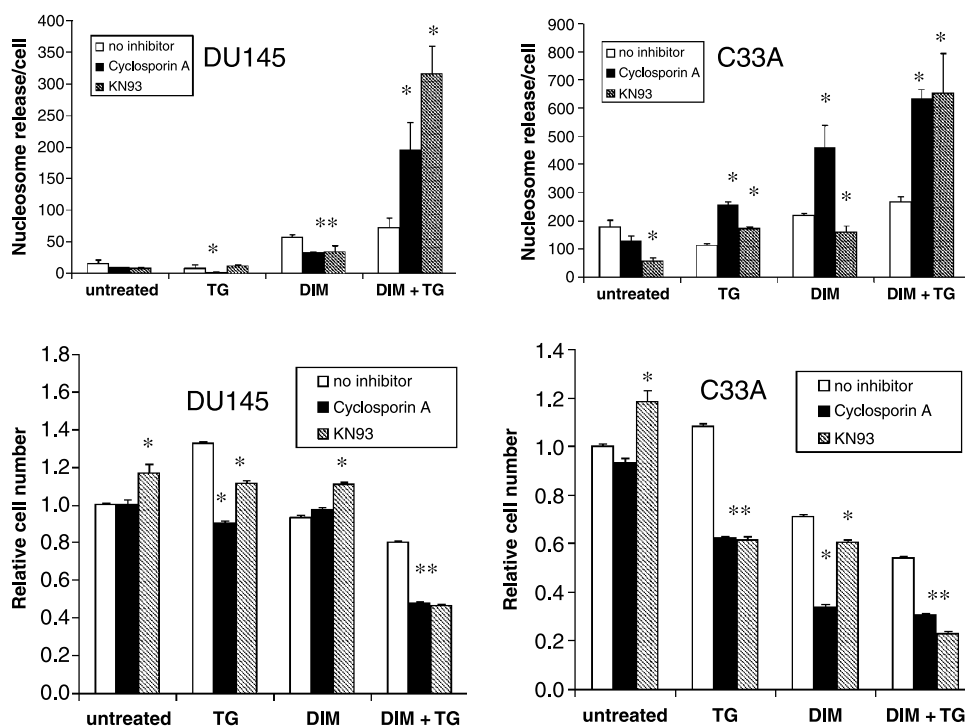 Nucleosome release/cell
400
350
300
250
200
150
100
50
0
no inhibitor
Cyclosporin A
KN93
DU145
*
**
*
*
untreated TG DIM DIM + TG
Nucleosome release/cell
900
800
700
600
500
400
300
200
100
0
no inhibitor
Cyclosporin A
KN93
C33A
*
*
*
*
*
*
*
untreated TG DIM DIM + TG
Relative cell number
1.8
1.6
1.4
1.2
1.0
0.8
0.6
0.4
0.2
0.0
DU145
no inhibitor
Cyclosporin A
KN93
*
*
*
*
**
untreated TG DIM DIM + TG
Relative cell number
1.4
1.2
1.0
0.8
0.6
0.4
0.2
0.0
C33A
no inhibitor
Cyclosporin A
KN93
*
**
*
*
**
untreated TG DIM DIM + TG